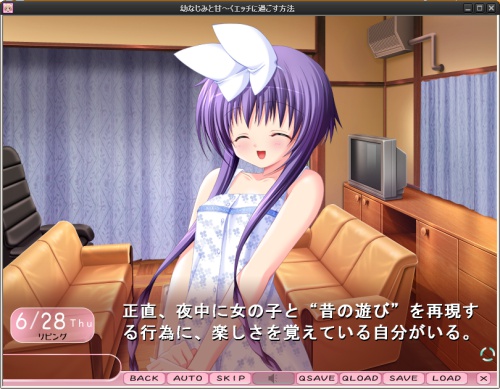 幼なじみと甘~くエッチに過ごす方法
正直、夜中に女の子と“昔の遊び”を再現す
る行為に、楽しさを覚えている自分がいる。
6/28 Thu
リビング
BACK AUTO SKIP QSAVE QLOAD SAVE LOAD